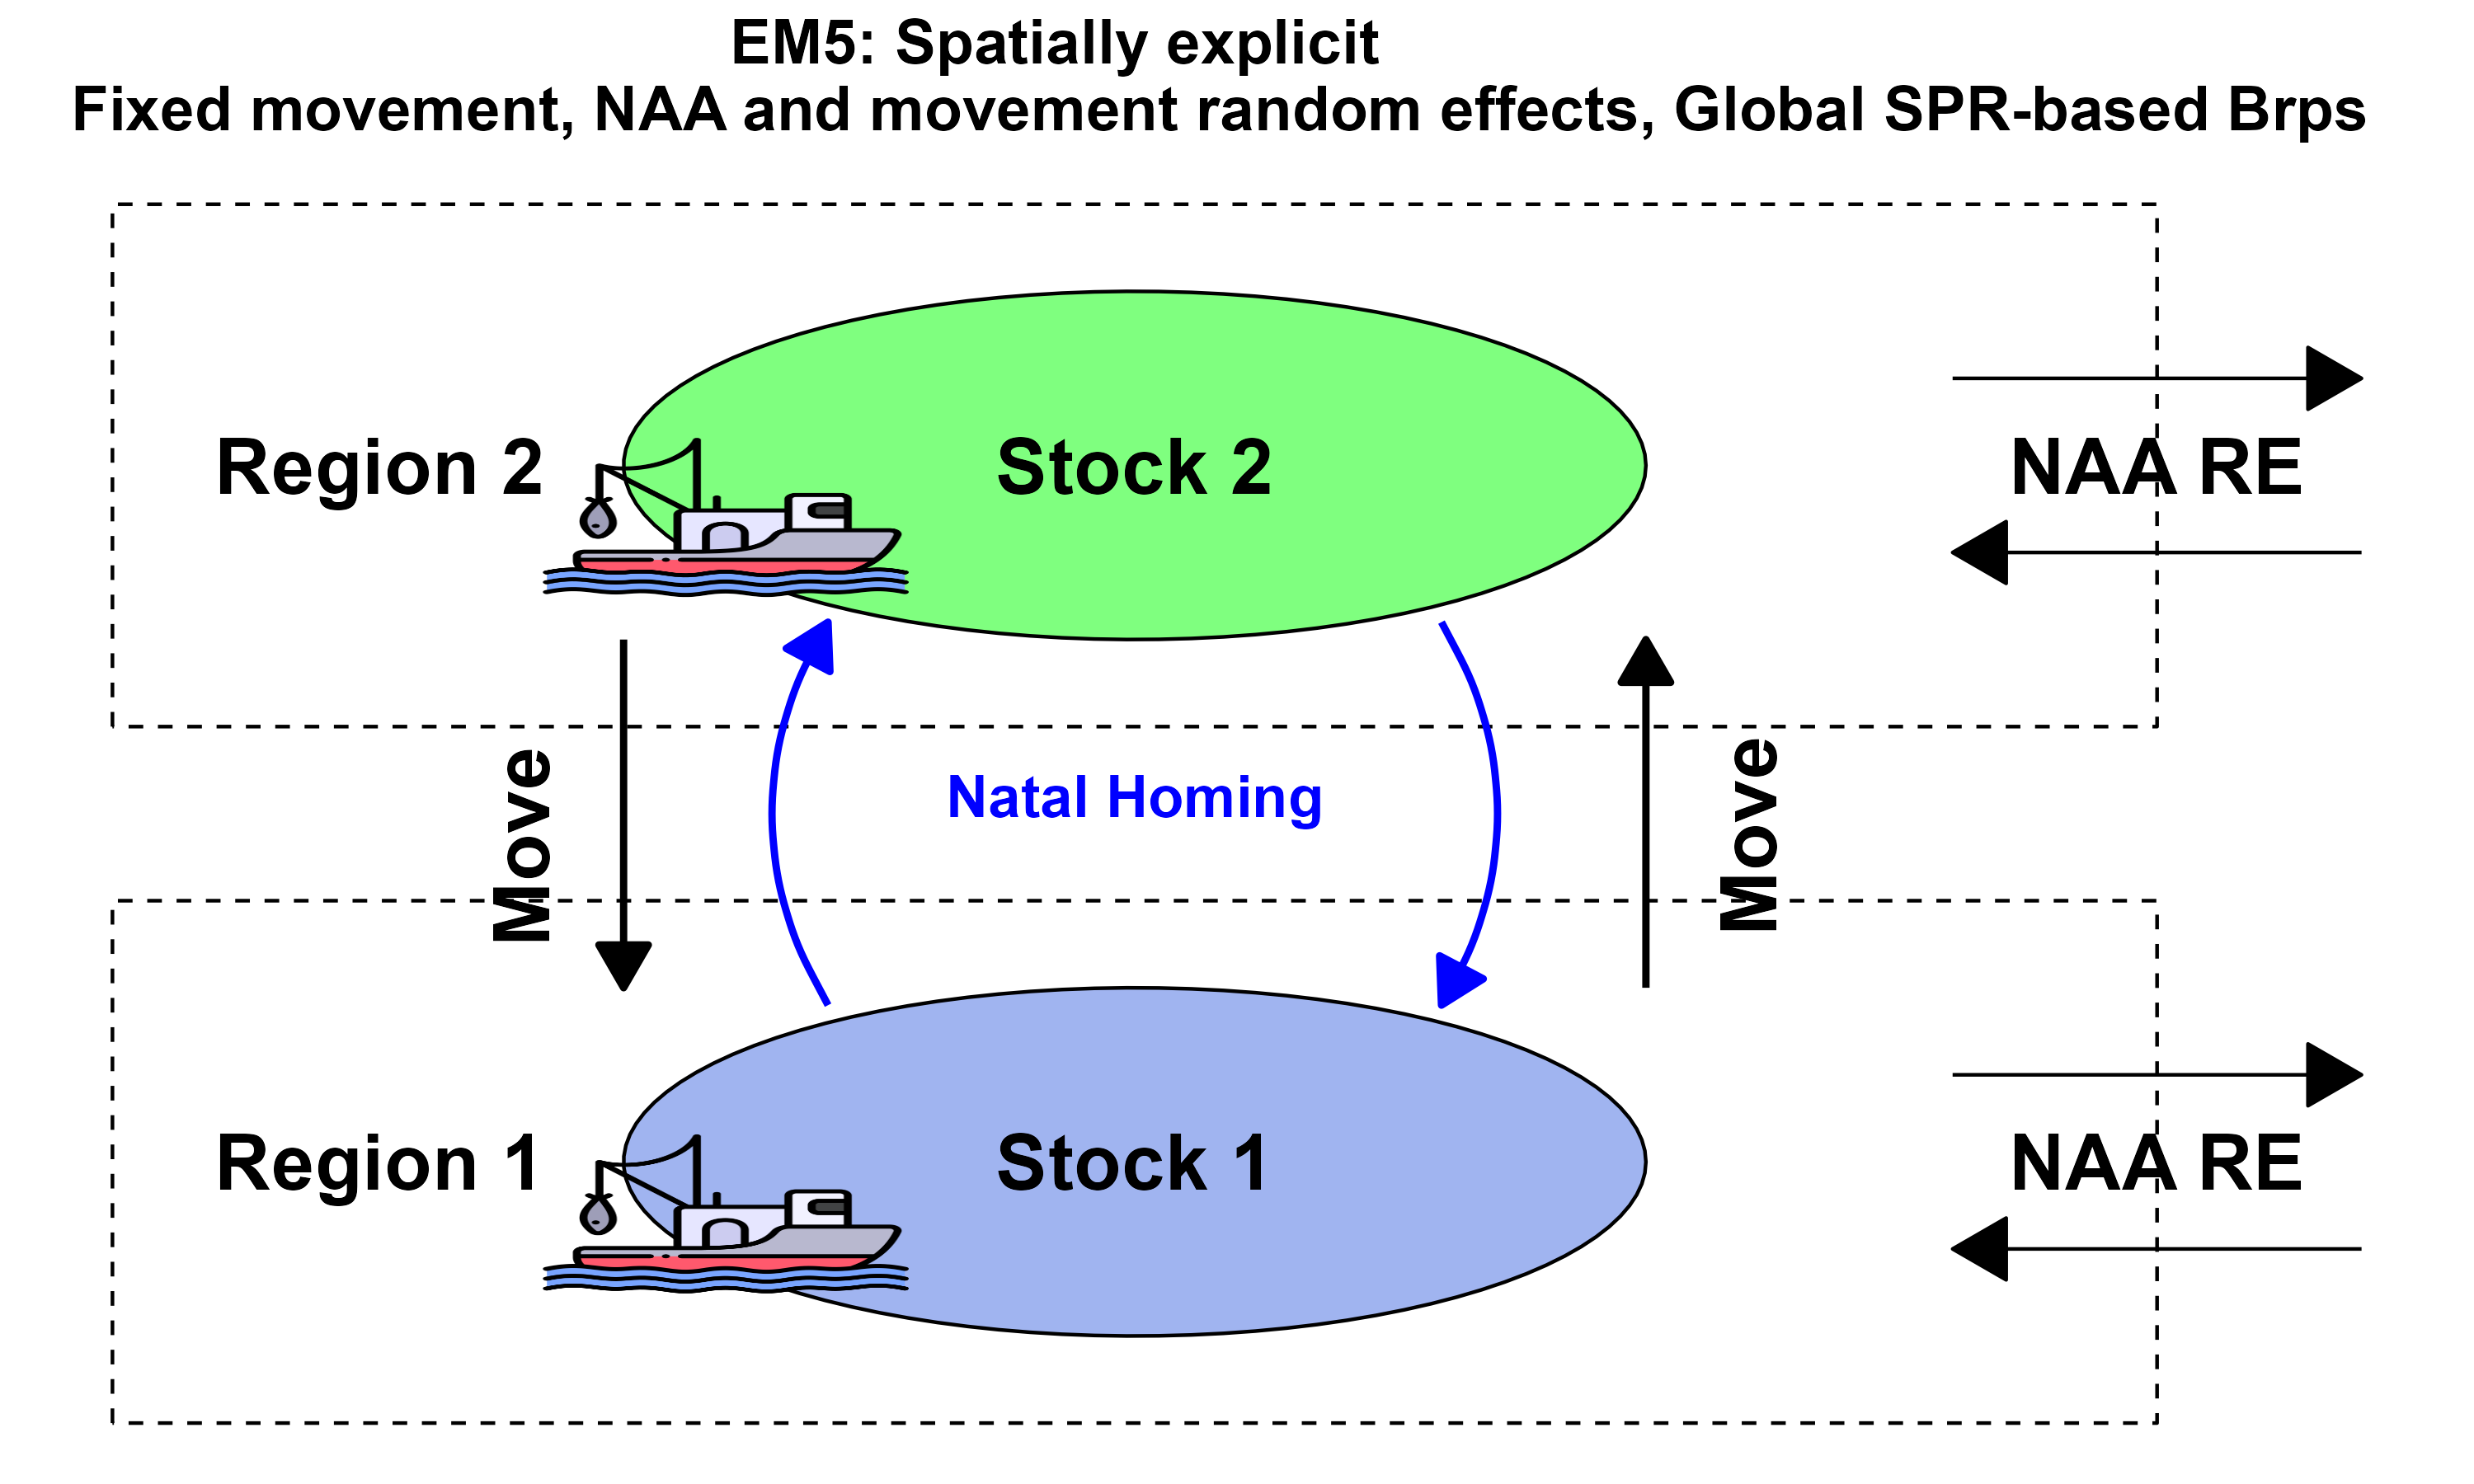 EM5: Spatially explicit
Fixed movement, NAA and movement random effects, Global SPR-based Brps
Region 2
Stock 2
NAA RE
Move
Natal Homing
Move
Region 1
Stock 1
NAA RE